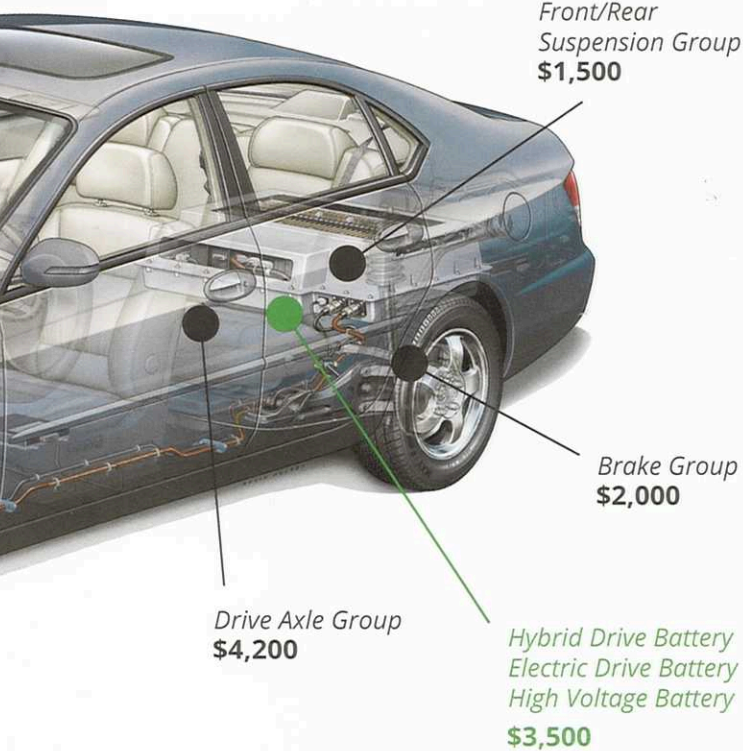 Front/Rear
Suspension Group
$1,500
Brake Group
$2,000
Drive Axle Group
$4,200
Hybrid Drive Battery
Electric Drive Battery
High Voltage Battery
$3,500